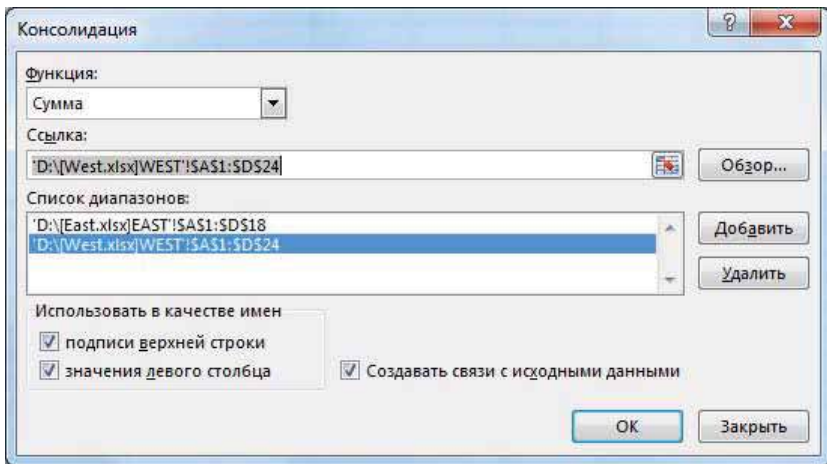 Консолидация
Функция:
Сумма
Ссылка:
'D:\[West.xlsx]WEST'!$A$1:$D$24
Обзор...
Список диапазонов:
'D:\[East.xlsx]EAST'!$A$1:$D$18
'D:\[West.xlsx]WEST'!$A$1:$D$24
Добавить
Удалить
Использовать в качестве имен
подписи верхней строки
значения левого столбца
Создавать связи с исходными данными
ОК
Закрыть